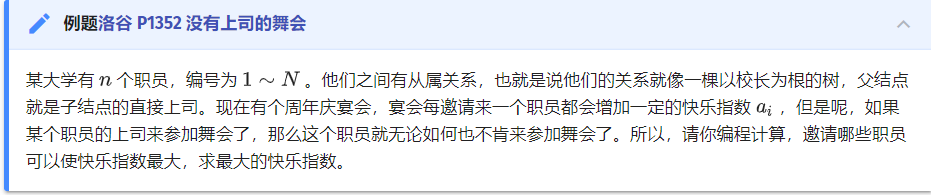 例题洛谷 P1352 没有上司的舞会
某大学有 n 个职员，编号为 1 ∼ N 。他们之间有从属关系，也就是说他们的关系就像一棵以校长为根的树，父结点
就是子结点的直接上司。现在有个周年庆宴会，宴会每邀请来一个职员都会增加一定的快乐指数 aᵢ ，但是呢，如果
某个职员的上司来参加舞会了，那么这个职员就无论如何也不肯来参加舞会了。所以，请你编程计算，邀请哪些职员
可以使快乐指数最大，求最大的快乐指数。